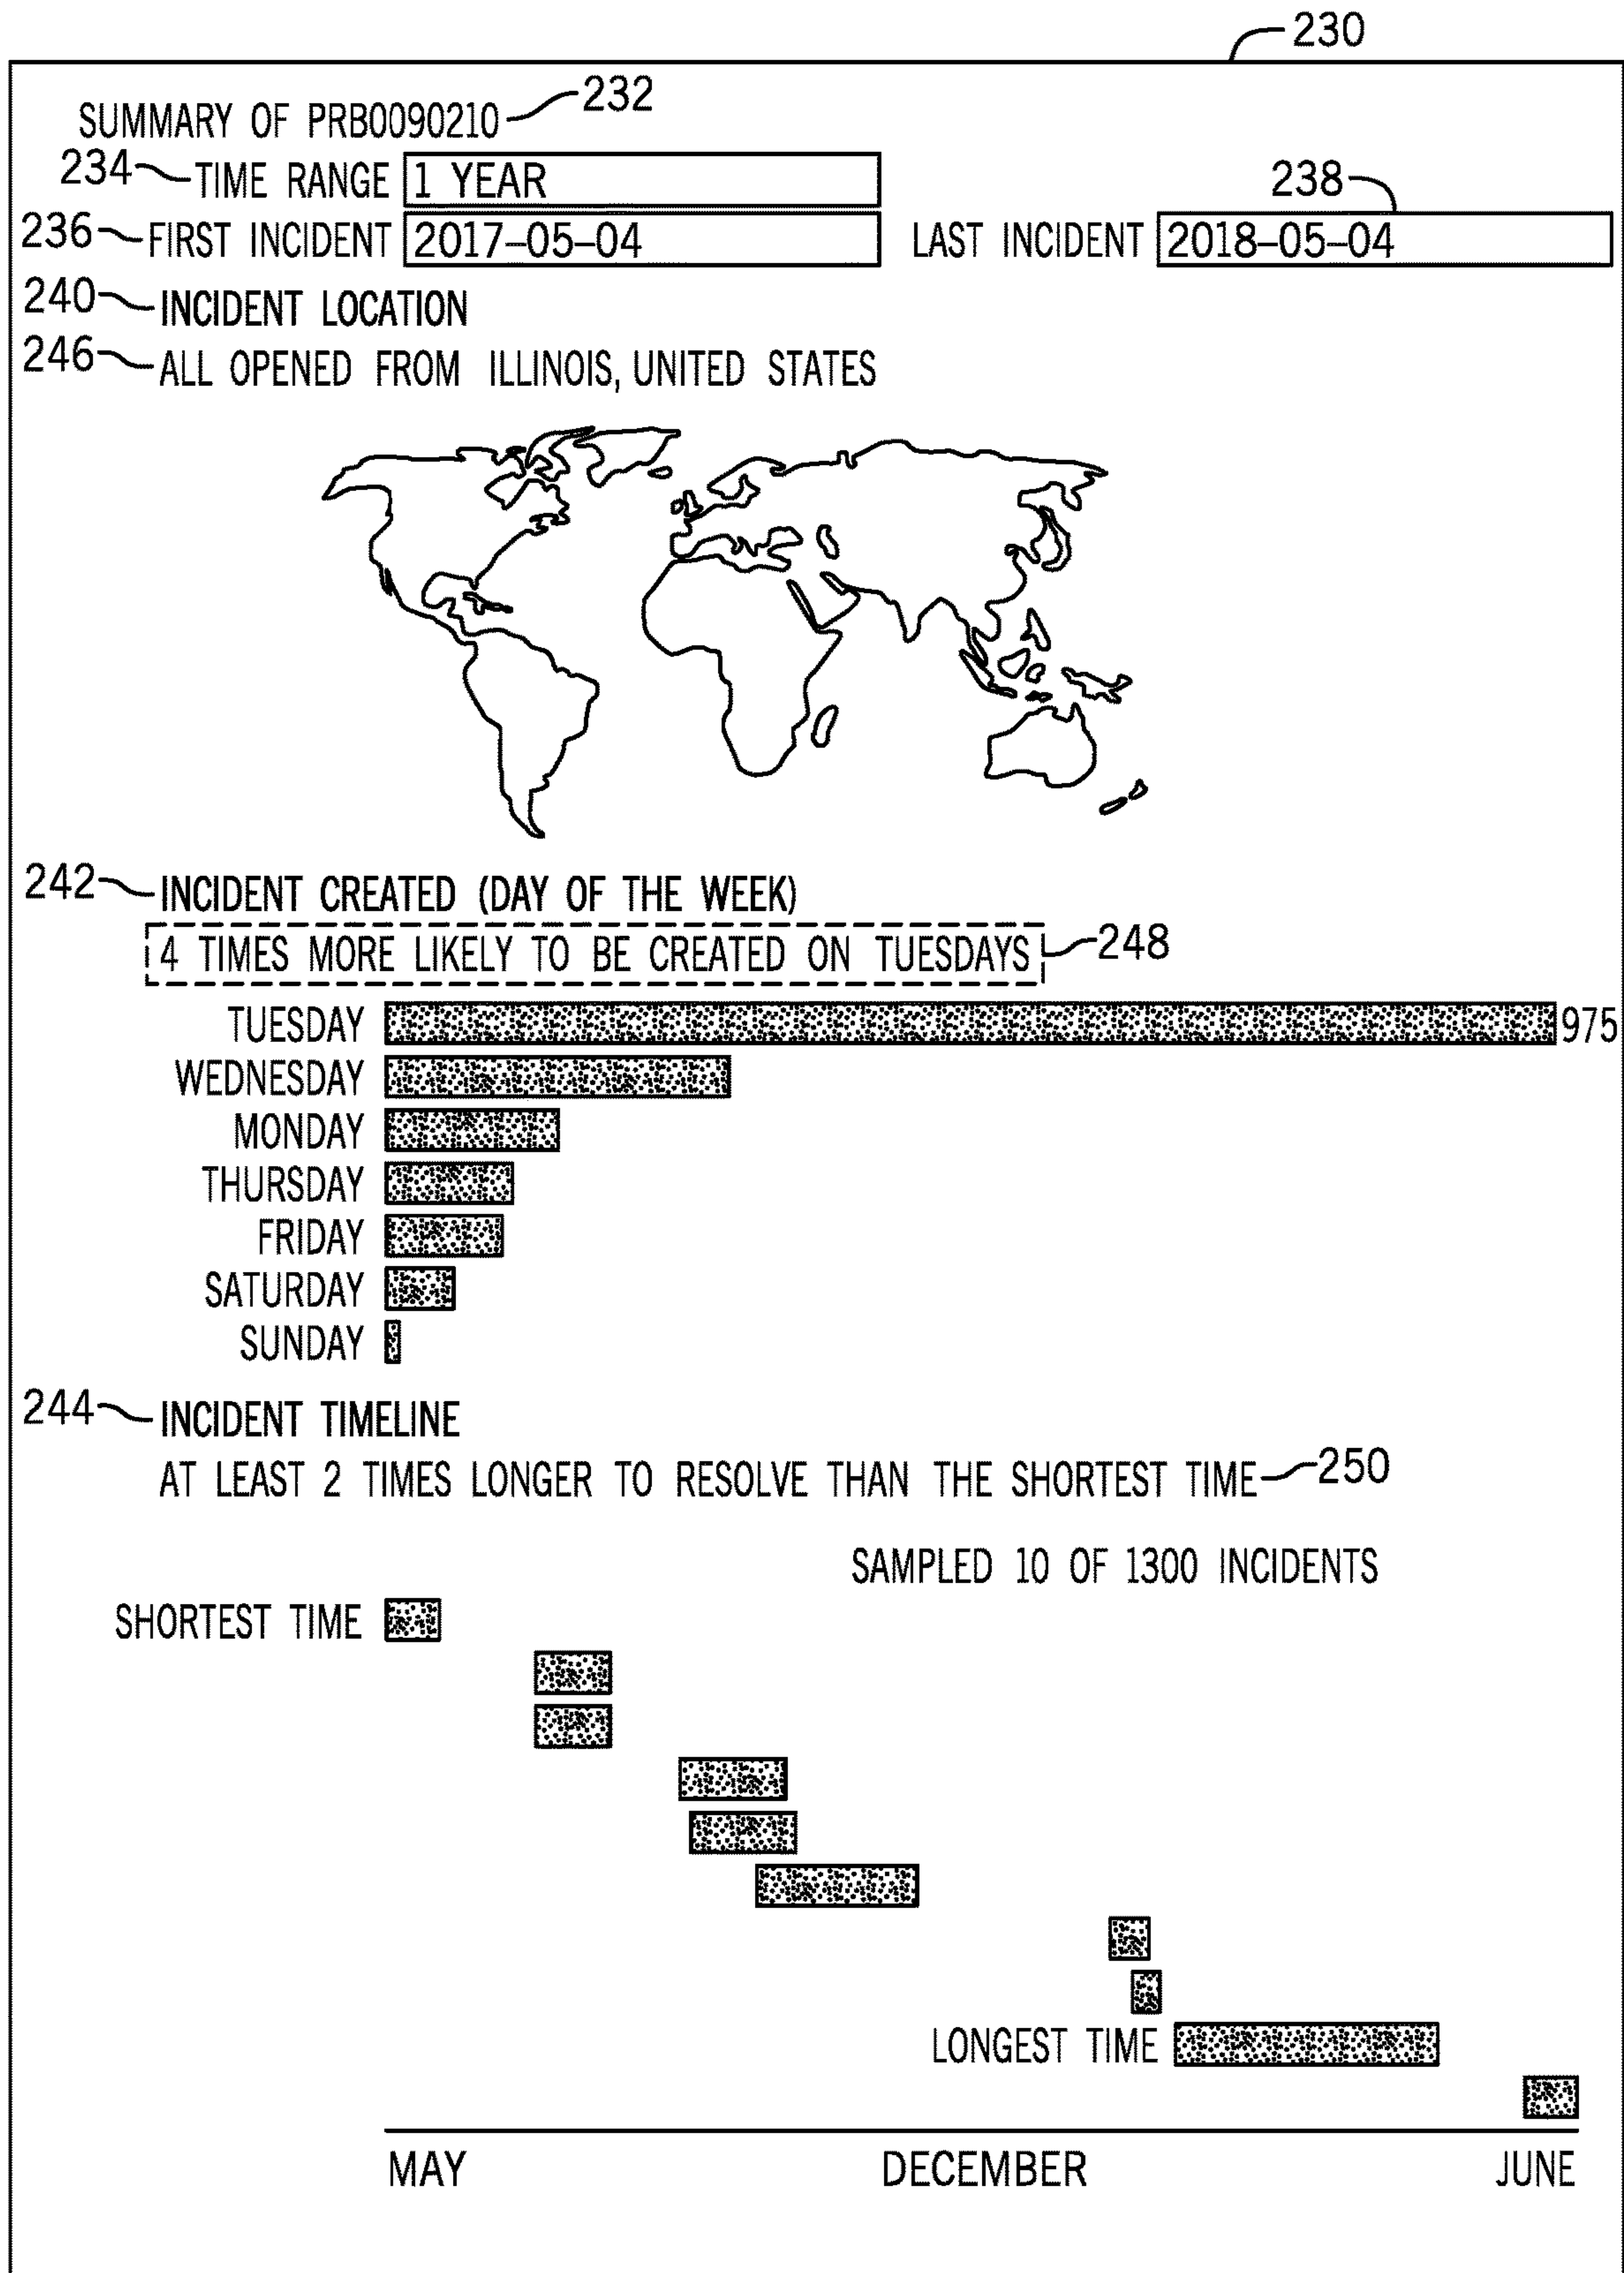 230
SUMMARY OF PRB0090210 232
234 TIME RANGE 1 YEAR
238
236 FIRST INCIDENT 2017-05-04 LAST INCIDENT 2018-05-04
240 INCIDENT LOCATION
246 ALL OPENED FROM ILLINOIS, UNITED STATES
242 INCIDENT CREATED (DAY OF THE WEEK)
4 TIMES MORE LIKELY TO BE CREATED ON TUESDAYS 248
TUESDAY 975
WEDNESDAY
MONDAY
THURSDAY
FRIDAY
SATURDAY
SUNDAY
244 INCIDENT TIMELINE
AT LEAST 2 TIMES LONGER TO RESOLVE THAN THE SHORTEST TIME 250
SAMPLED 10 OF 1300 INCIDENTS
SHORTEST TIME
LONGEST TIME
MAY DECEMBER JUNE